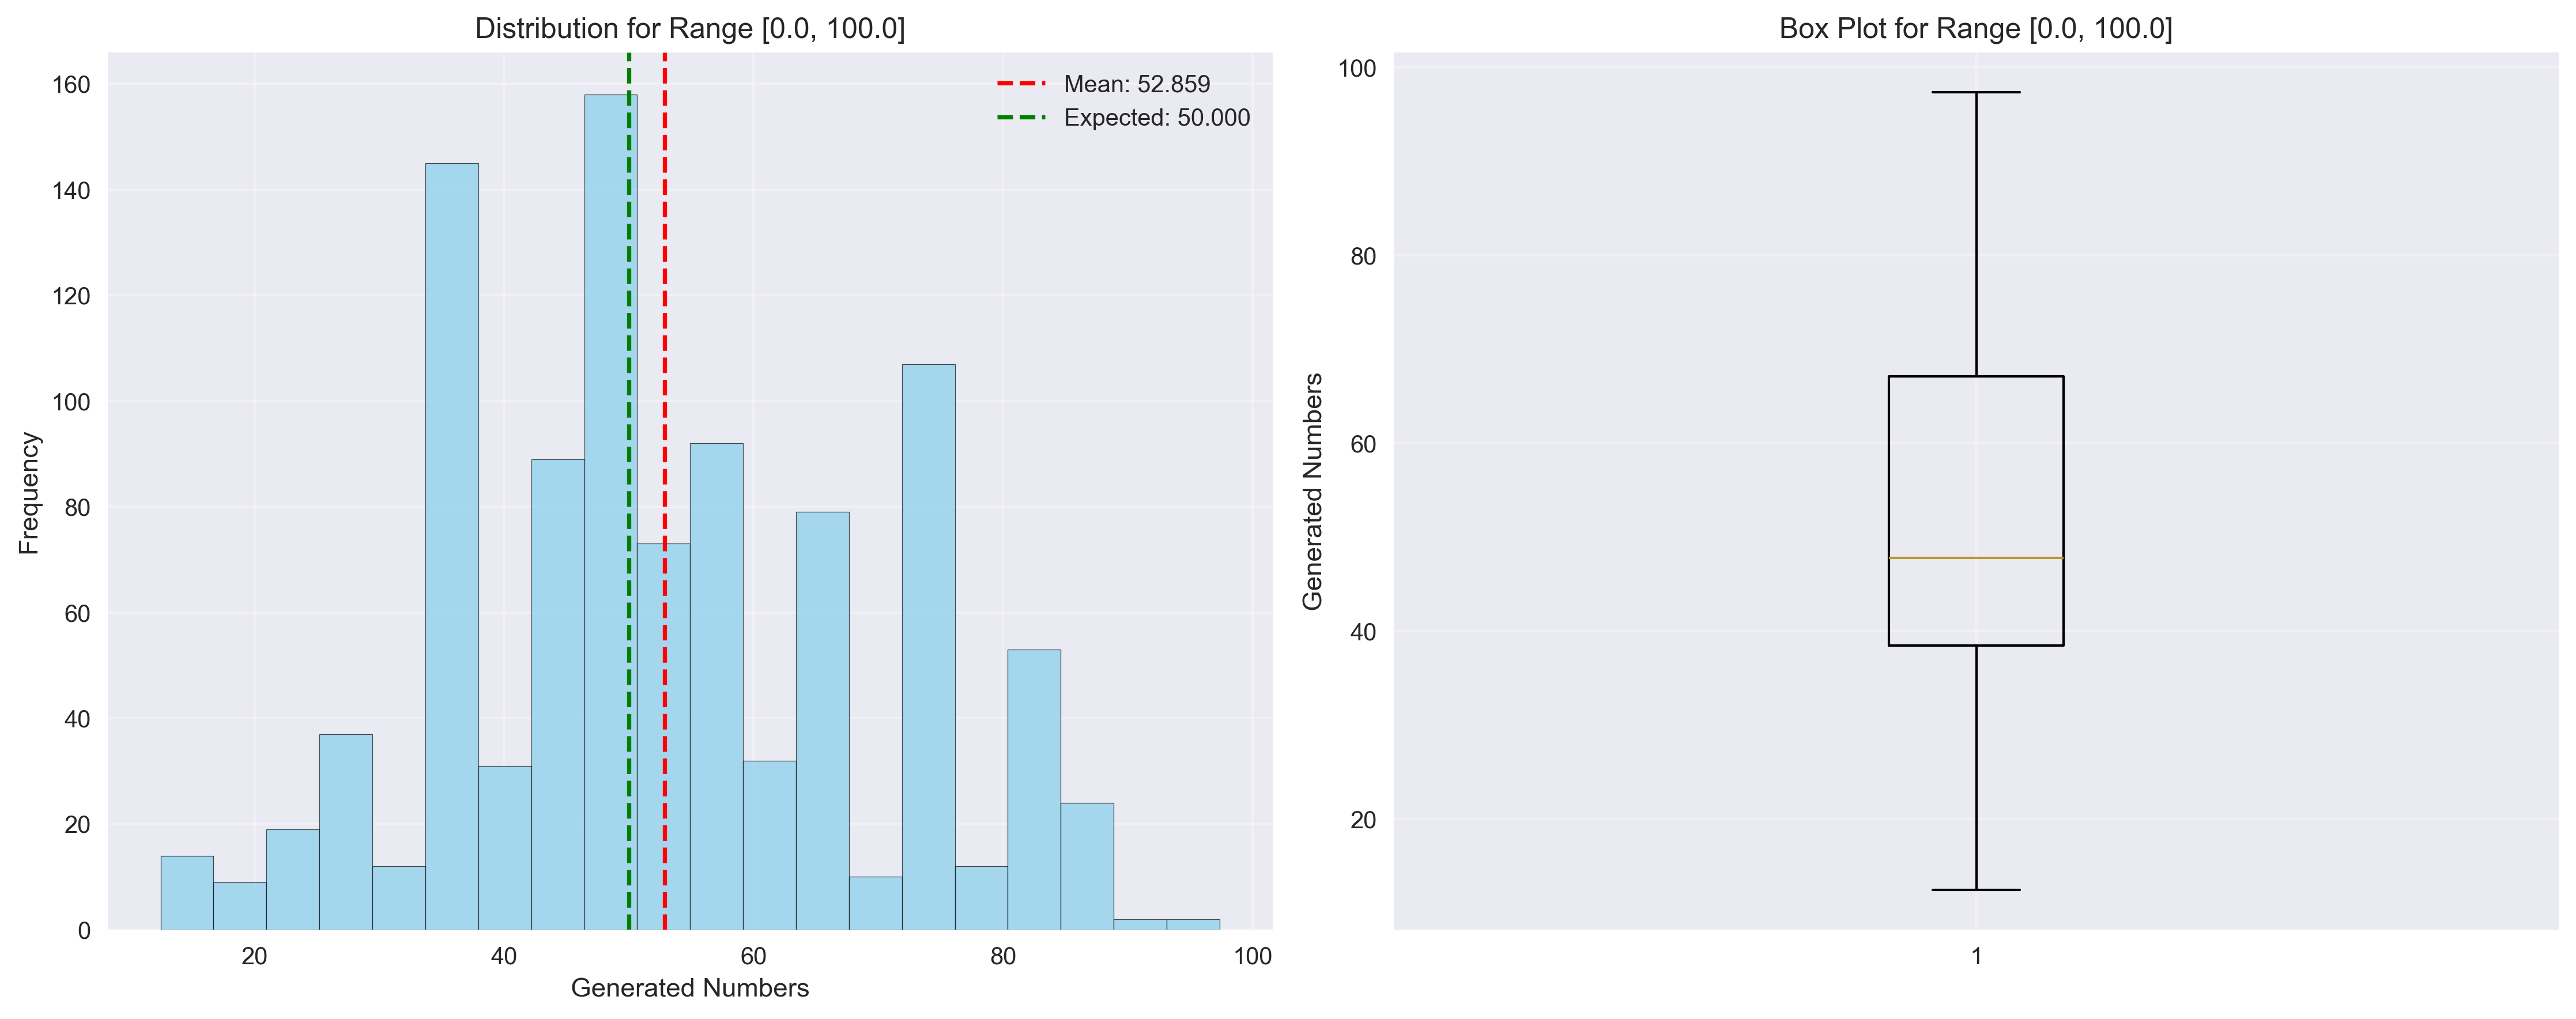 Distribution for Range [0.0, 100.0]
Mean: 52.859
Expected: 50.000
160
140
120
100
80
60
40
20
0
Frequency
20 40 60 80 100
Generated Numbers
Box Plot for Range [0.0, 100.0]
100
80
60
40
20
Generated Numbers
1